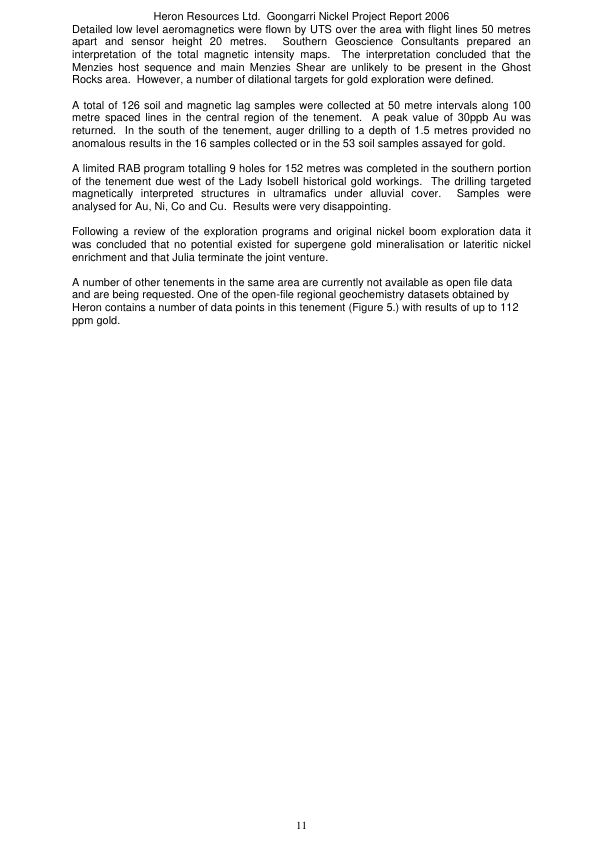 Heron Resources Ltd.  Goongarri Nickel Project Report 2006
Detailed low level aeromagnetics were flown by UTS over the area with flight lines 50 metres
apart and sensor height 20 metres.  Southern Geoscience Consultants prepared an
interpretation of the total magnetic intensity maps.  The interpretation concluded that the
Menzies host sequence and main Menzies Shear are unlikely to be present in the Ghost
Rocks area.  However, a number of dilational targets for gold exploration were defined.

A total of 126 soil and magnetic lag samples were collected at 50 metre intervals along 100
metre spaced lines in the central region of the tenement.  A peak value of 30ppb Au was
returned.  In the south of the tenement, auger drilling to a depth of 1.5 metres provided no
anomalous results in the 16 samples collected or in the 53 soil samples assayed for gold.

A limited RAB program totalling 9 holes for 152 metres was completed in the southern portion
of the tenement due west of the Lady Isobell historical gold workings.  The drilling targeted
magnetically interpreted structures in ultramafics under alluvial cover.  Samples were
analysed for Au, Ni, Co and Cu.  Results were very disappointing.

Following a review of the exploration programs and original nickel boom exploration data it
was concluded that no potential existed for supergene gold mineralisation or lateritic nickel
enrichment and that Julia terminate the joint venture.

A number of other tenements in the same area are currently not available as open file data
and are being requested. One of the open-file regional geochemistry datasets obtained by
Heron contains a number of data points in this tenement (Figure 5.) with results of up to 112
ppm gold.

11